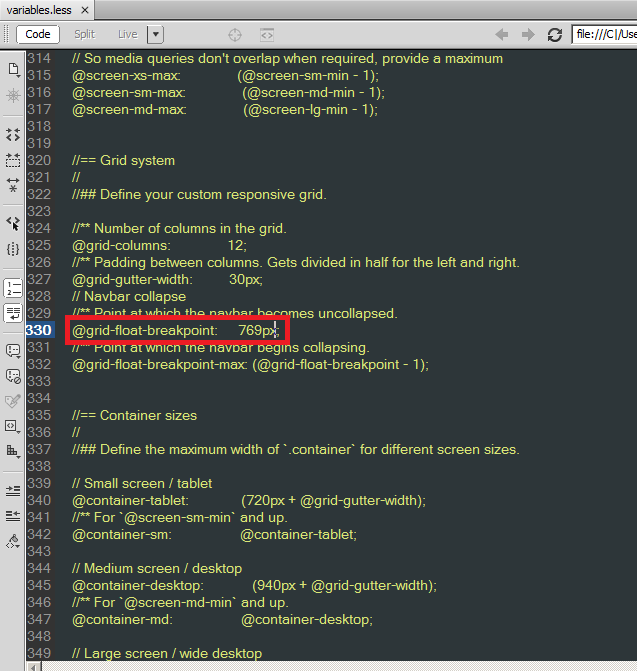 variables.less ×
Code Split Live ▼ file:///C|/Use
314 // So media queries don't overlap when required, provide a maximum
315 @screen-xs-max: (@screen-sm-min - 1);
316 @screen-sm-max: (@screen-md-min - 1);
317 @screen-md-max: (@screen-lg-min - 1);
318
319
320 //== Grid system
321 //
322 //## Define your custom responsive grid.
323
324 //** Number of columns in the grid.
325 @grid-columns: 12;
326 //** Padding between columns. Gets divided in half for the left and right.
327 @grid-gutter-width: 30px;
328 // Navbar collapse
329 //** Point at which the navbar becomes uncollapsed.
330 @grid-float-breakpoint: 769px;
331 //** Point at which the navbar begins collapsing.
332 @grid-float-breakpoint-max: (@grid-float-breakpoint - 1);
333
334
335 //== Container sizes
336 //
337 //## Define the maximum width of `.container` for different screen sizes.
338
339 // Small screen / tablet
340 @container-tablet: (720px + @grid-gutter-width);
341 //** For `@screen-sm-min` and up.
342 @container-sm: @container-tablet;
343
344 // Medium screen / desktop
345 @container-desktop: (940px + @grid-gutter-width);
346 //** For `@screen-md-min` and up.
347 @container-md: @container-desktop;
348
349 // Large screen / wide desktop